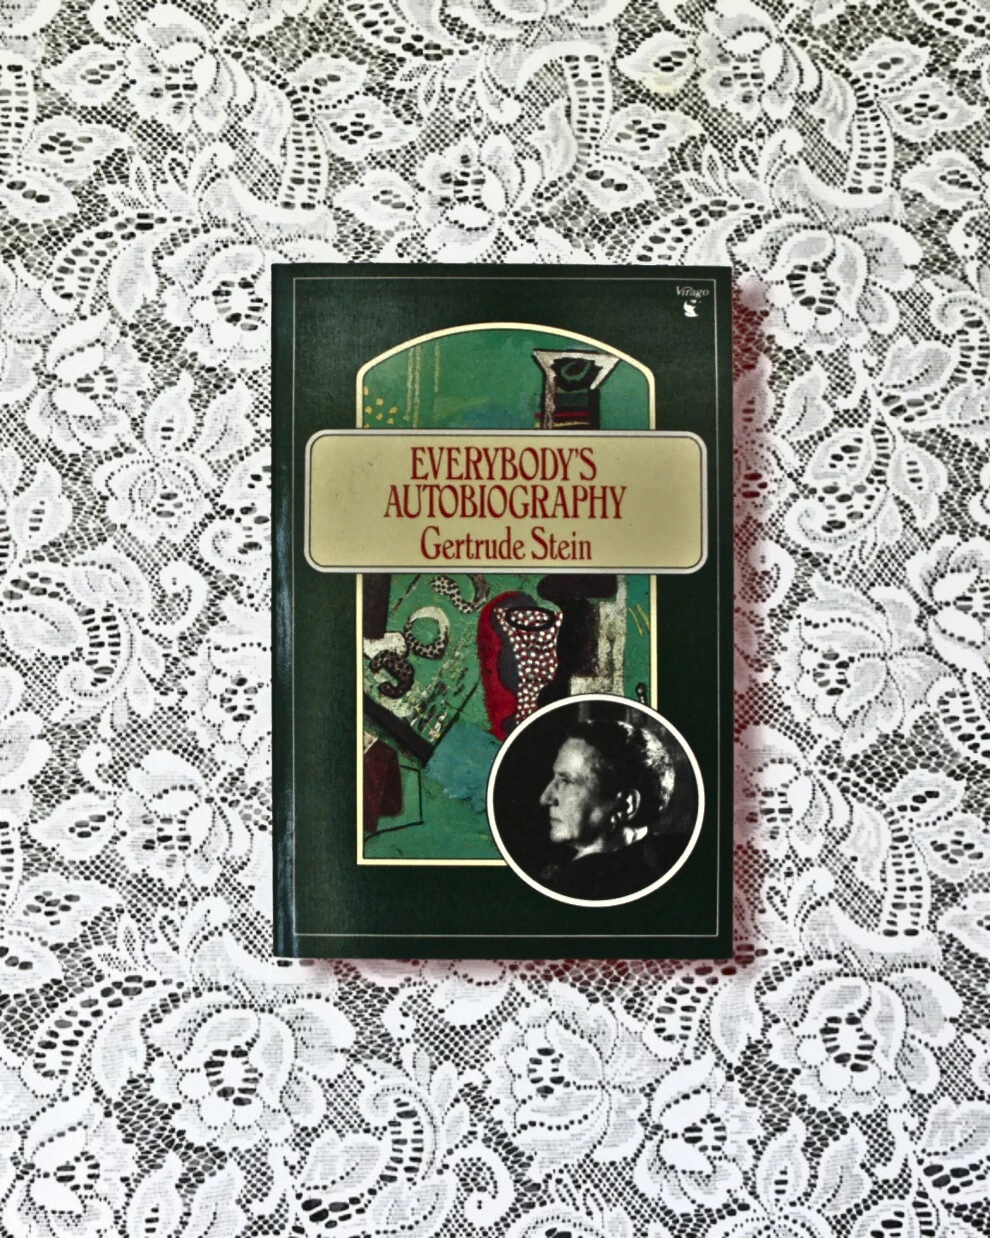 Virago
EVERYBODY'S
AUTOBIOGRAPHY
Gertrude Stein